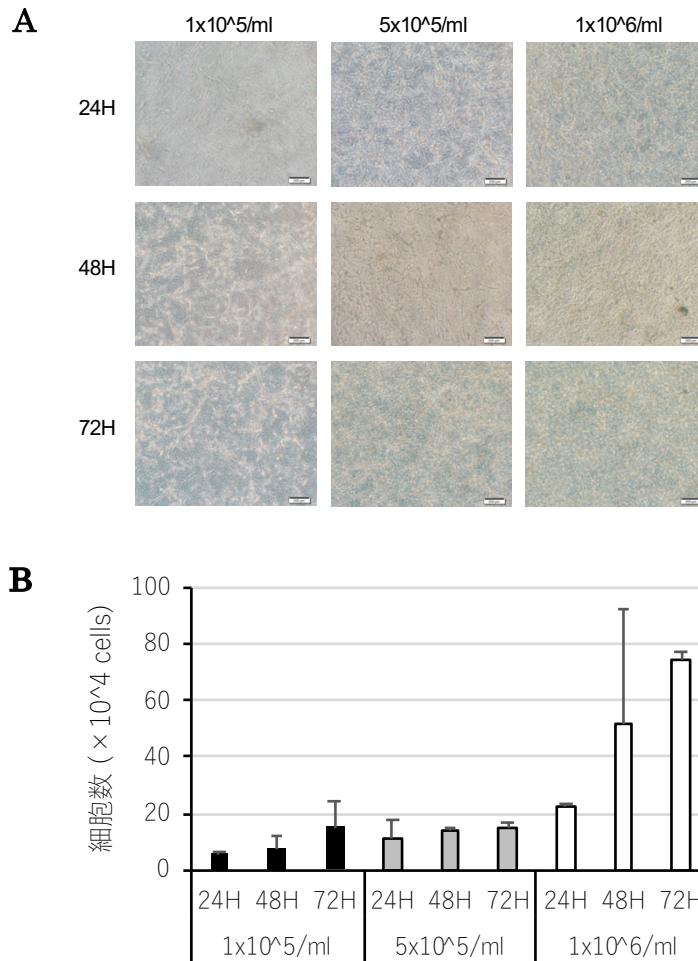 A
1x10^5/ml 5x10^5/ml 1x10^6/ml
24H
48H
72H
B
細胞数 ( × 10^4 cells)
100
80
60
40
20
0
24H 48H 72H 24H 48H 72H 24H 48H 72H
1x10^5/ml 5x10^5/ml 1x10^6/ml